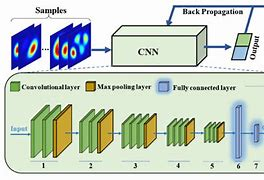 Samples
Back Propagation
CNN
Output
Convolutional layer
Max pooling layer
Fully connected layer
Input
1
2
3
4
5
6
7